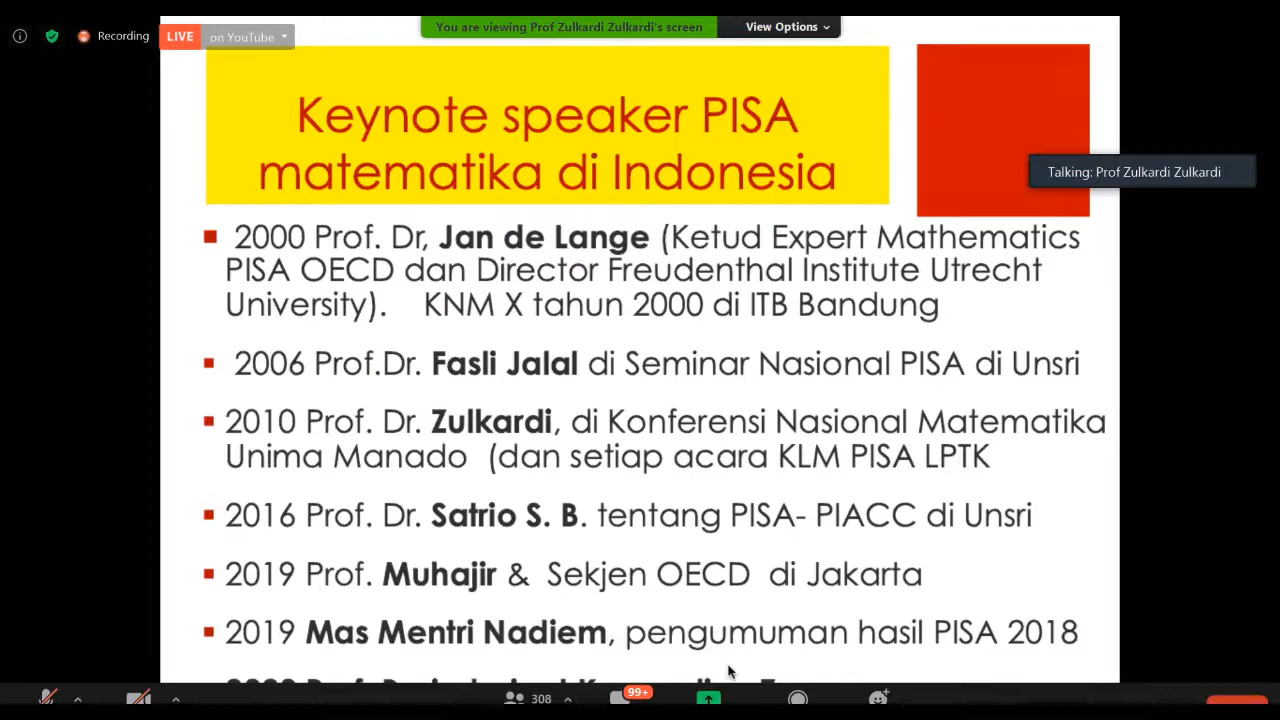 You are viewing Prof Zulkardi Zulkardi's screen
View Options
Recording
LIVE
on YouTube
Keynote speaker PISA
matematika di Indonesia
Talking: Prof Zulkardi Zulkardi
2000 Prof. Dr, Jan de Lange (Ketud Expert Mathematics
PISA OECD dan Director Freudenthal Institute Utrecht
University). KNM X tahun 2000 di ITB Bandung
2006 Prof.Dr. Fasli Jalal di Seminar Nasional PISA di Unsri
2010 Prof. Dr. Zulkardi, di Konferensi Nasional Matematika
Unima Manado (dan setiap acara KLM PISA LPTK
2016 Prof. Dr. Satrio S. B. tentang PISA- PIACC di Unsri
2019 Prof. Muhajir & Sekjen OECD di Jakarta
2019 Mas Mentri Nadiem, pengumuman hasil PISA 2018
308
99+